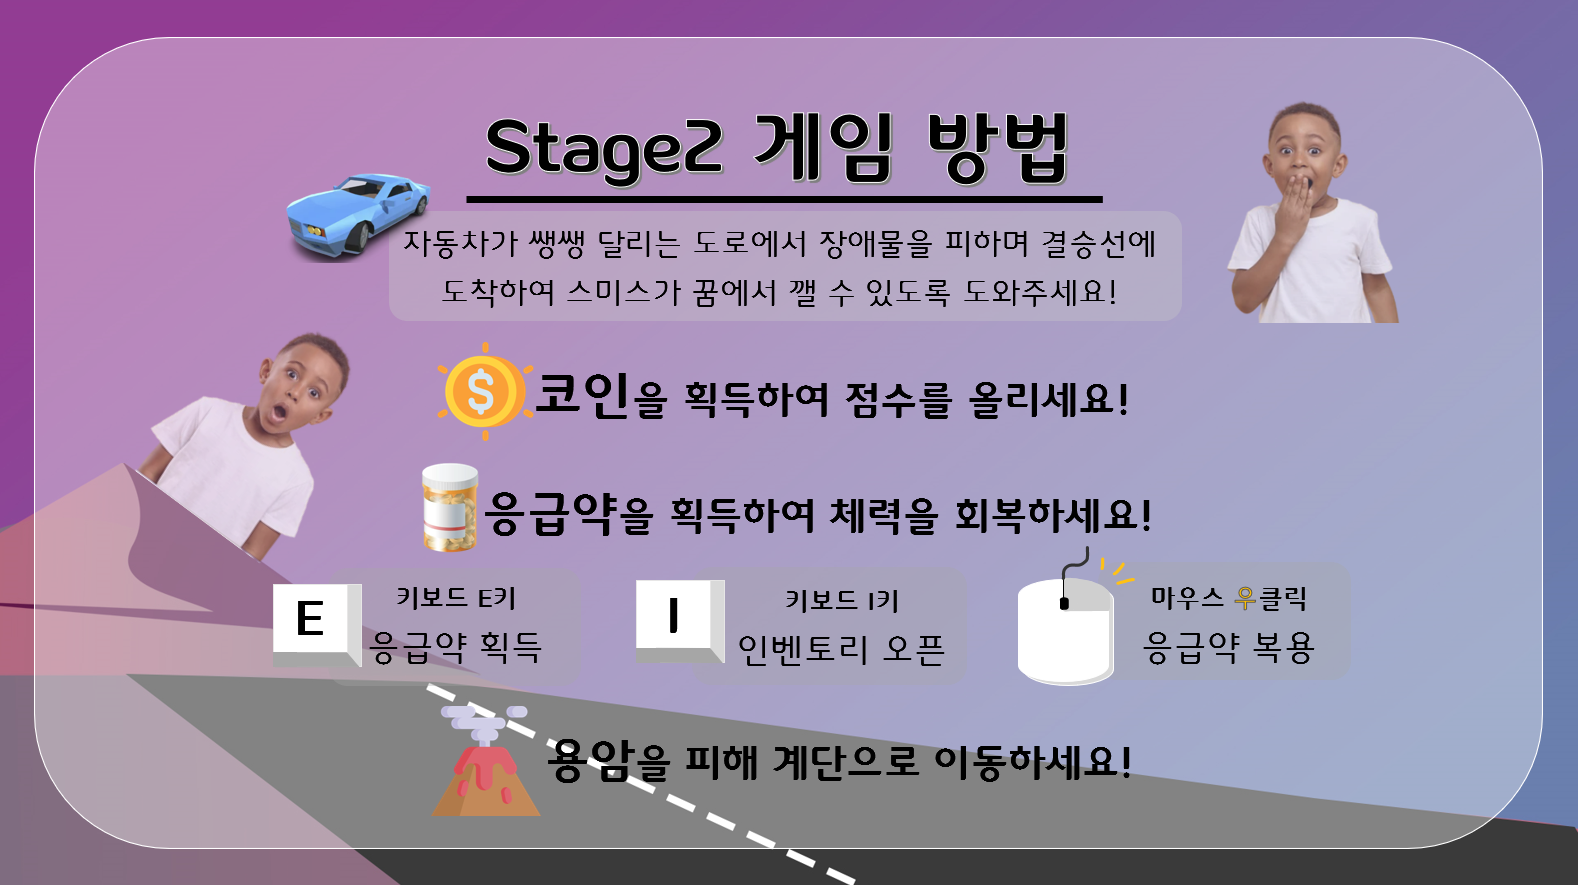 Stage2 게임 방법
자동차가 쌩쌩 달리는 도로에서 장애물을 피하며 결승선에
도착하여 스미스가 꿈에서 깰 수 있도록 도와주세요!
$
코인을 획득하여 점수를 올리세요!
응급약을 획득하여 체력을 회복하세요!
E
키보드 E키
응급약 획득
I
키보드 I키
인벤토리 오픈
마우스 우클릭
응급약 복용
용암을 피해 계단으로 이동하세요!